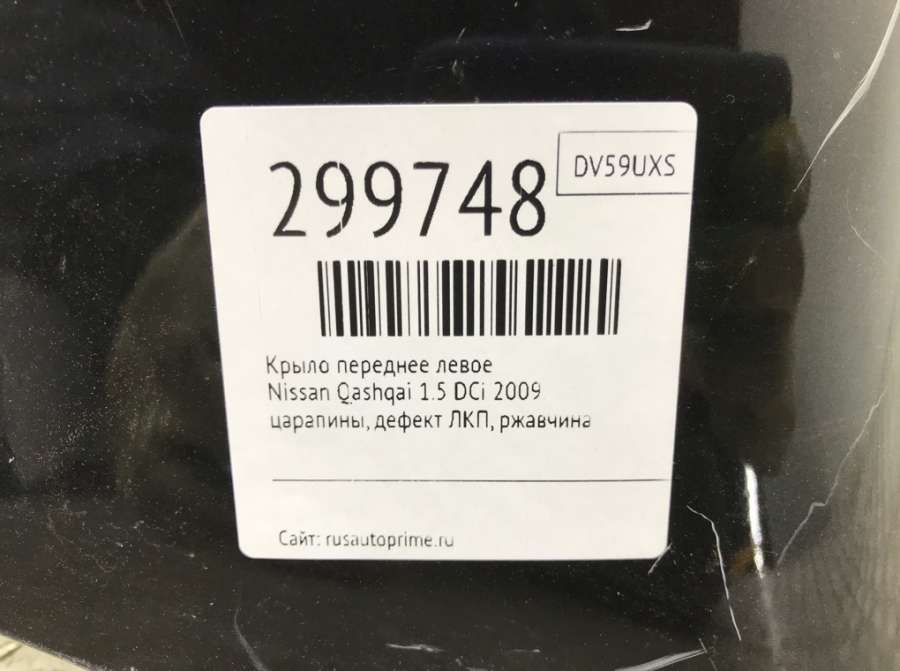 299748
DV59UXS
Крыло переднее левое
Nissan Qashqai 1.5 DCi 2009
царапины, дефект ЛКП, ржавчина
Сайт: rusautoprime.ru